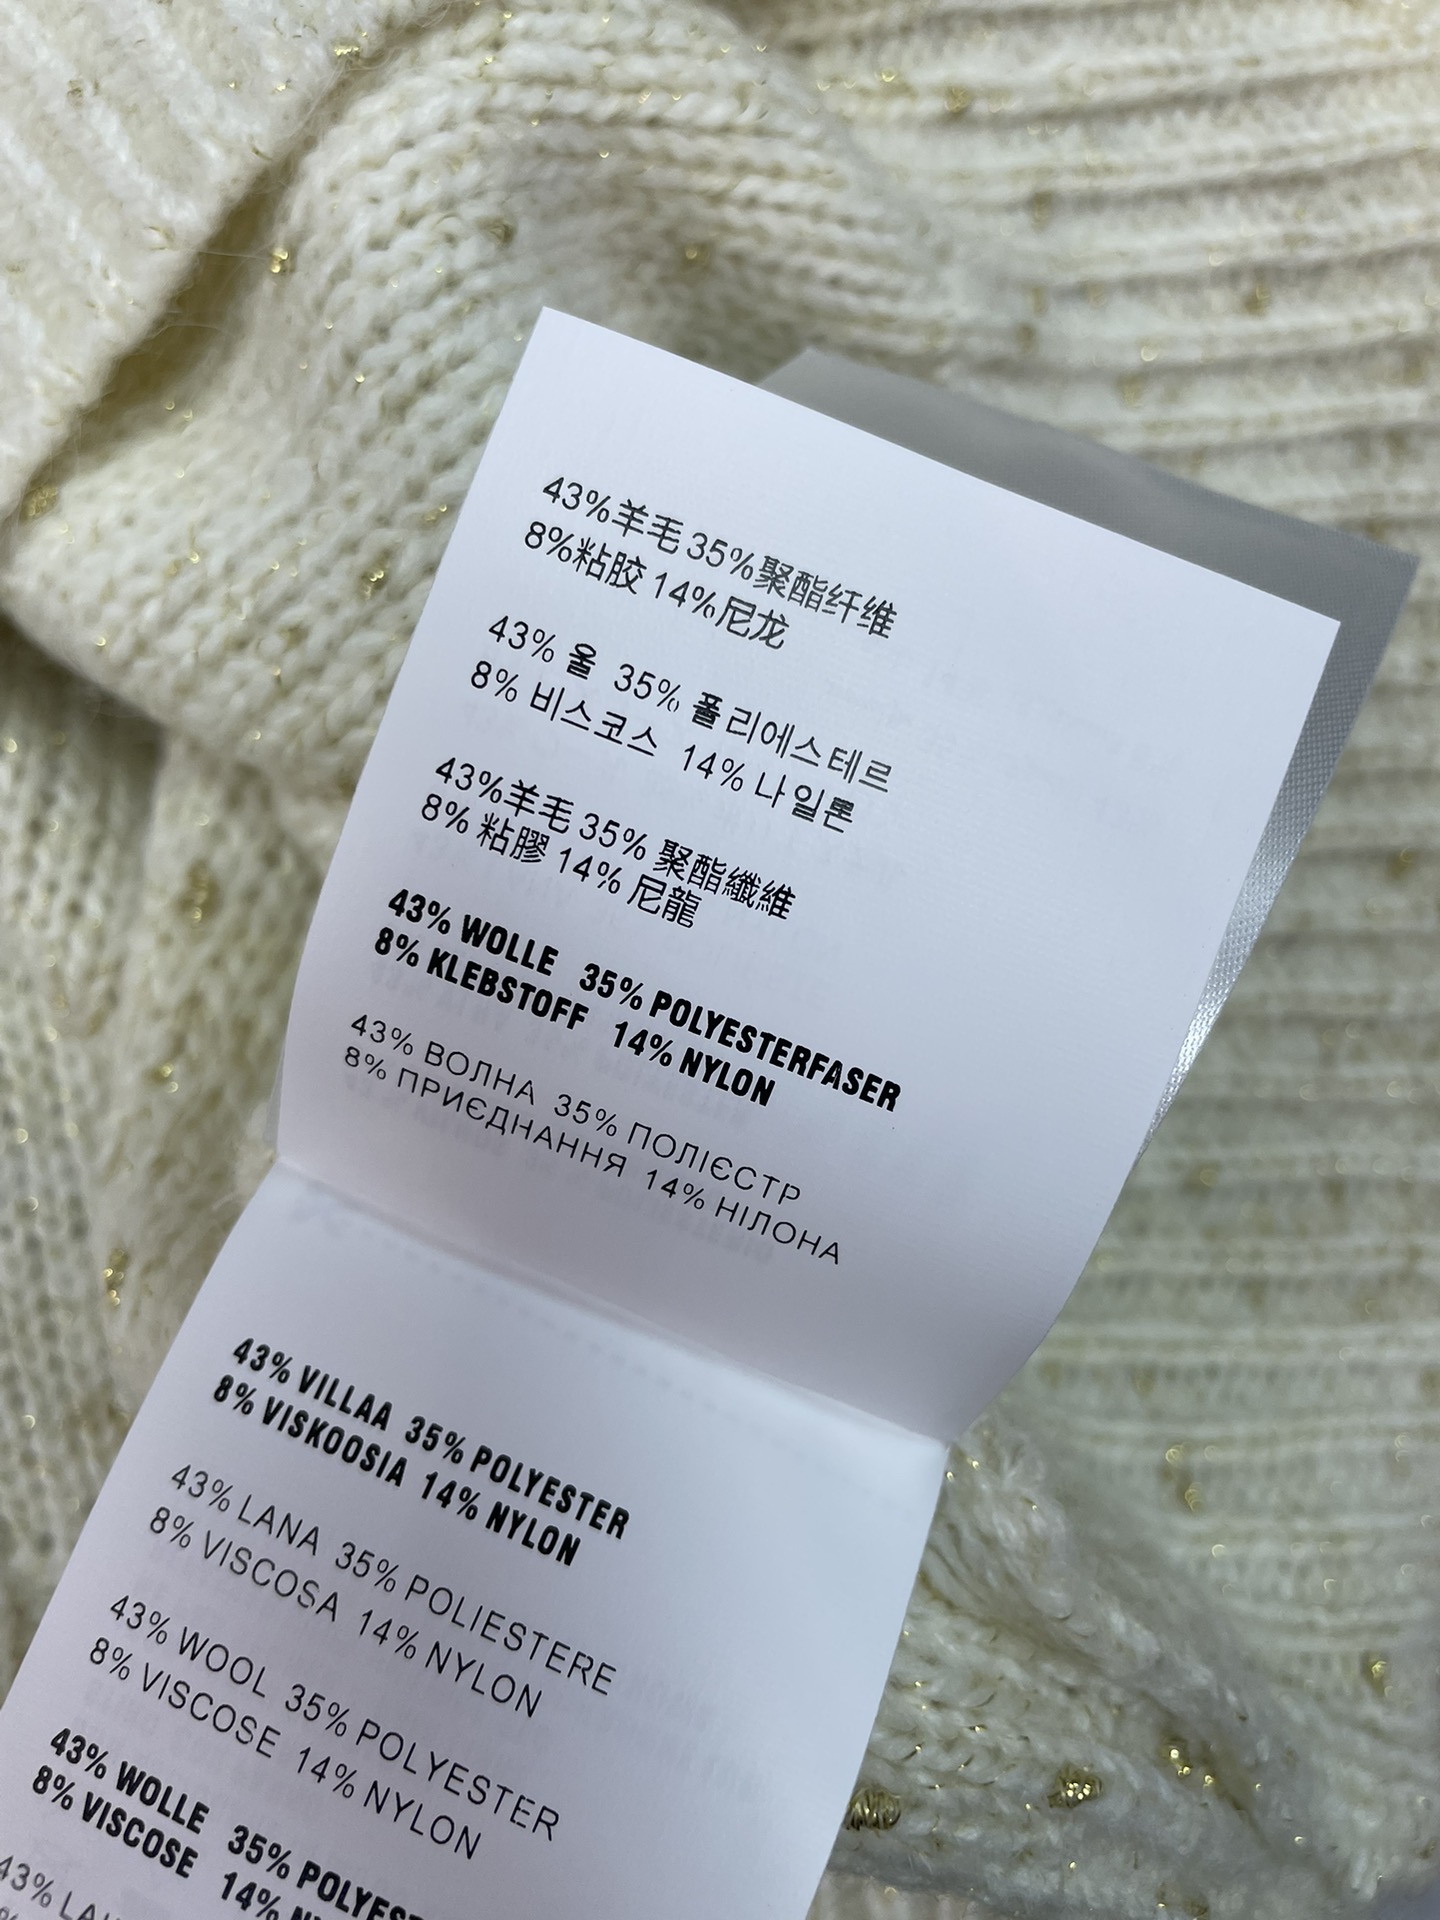 43%羊毛 35%聚酯纤维
8%粘胶 14%尼龙
43% 울 35% 폴리에스테르
8% 비스코스 14% 나일론
43%羊毛 35% 聚酯纖維
8% 粘膠 14% 尼龍
43% WOLLE 35% POLYESTERFASER
8% KLEBSTOFF 14% NYLON
43% ВОЛНА 35% ПОЛІЄСТР
8% ПРИЄДНАННЯ 14% НІЛОНА
43% VILLAA 35% POLYESTER
8% VISKOOSIA 14% NYLON
43% LANA 35% POLIESTERE
8% VISCOSA 14% NYLON
43% WOOL 35% POLYESTER
8% VISCOSE 14% NYLON
43% WOLLE 35% POLYEST
8% VISCOSE 14%
43%